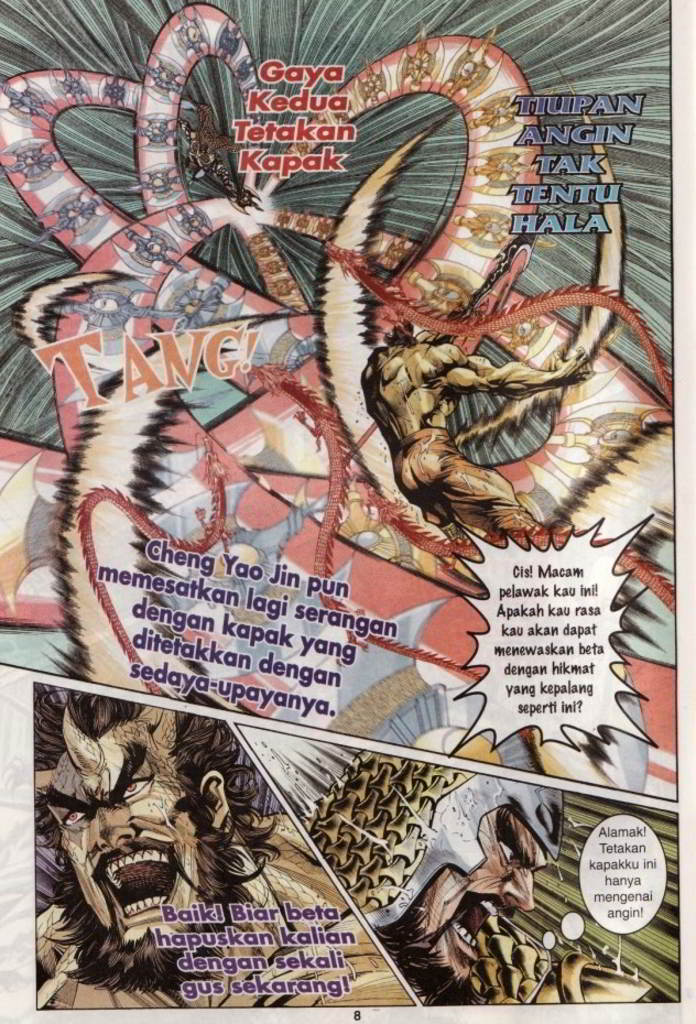 Gaya
Kedua
Tetakan
Kapak
TIUPAN
ANGIN
TAK
TENTU
HALA
TANG!
Cheng Yao Jin pun
memesatkan lagi serangan
dengan kapak yang
ditetakkan dengan
sedaya-upayanya.
Cis! Macam
pelawak kau ini!
Apakah kau rasa
kau akan dapat
menewaskan beta
dengan hikmat
yang kepalang
seperti ini?
Baik! Biar beta
hapuskan kalian
dengan sekali
gus sekarang!
Alamak!
Tetakan
kapakku ini
hanya
mengenai
angin!
8